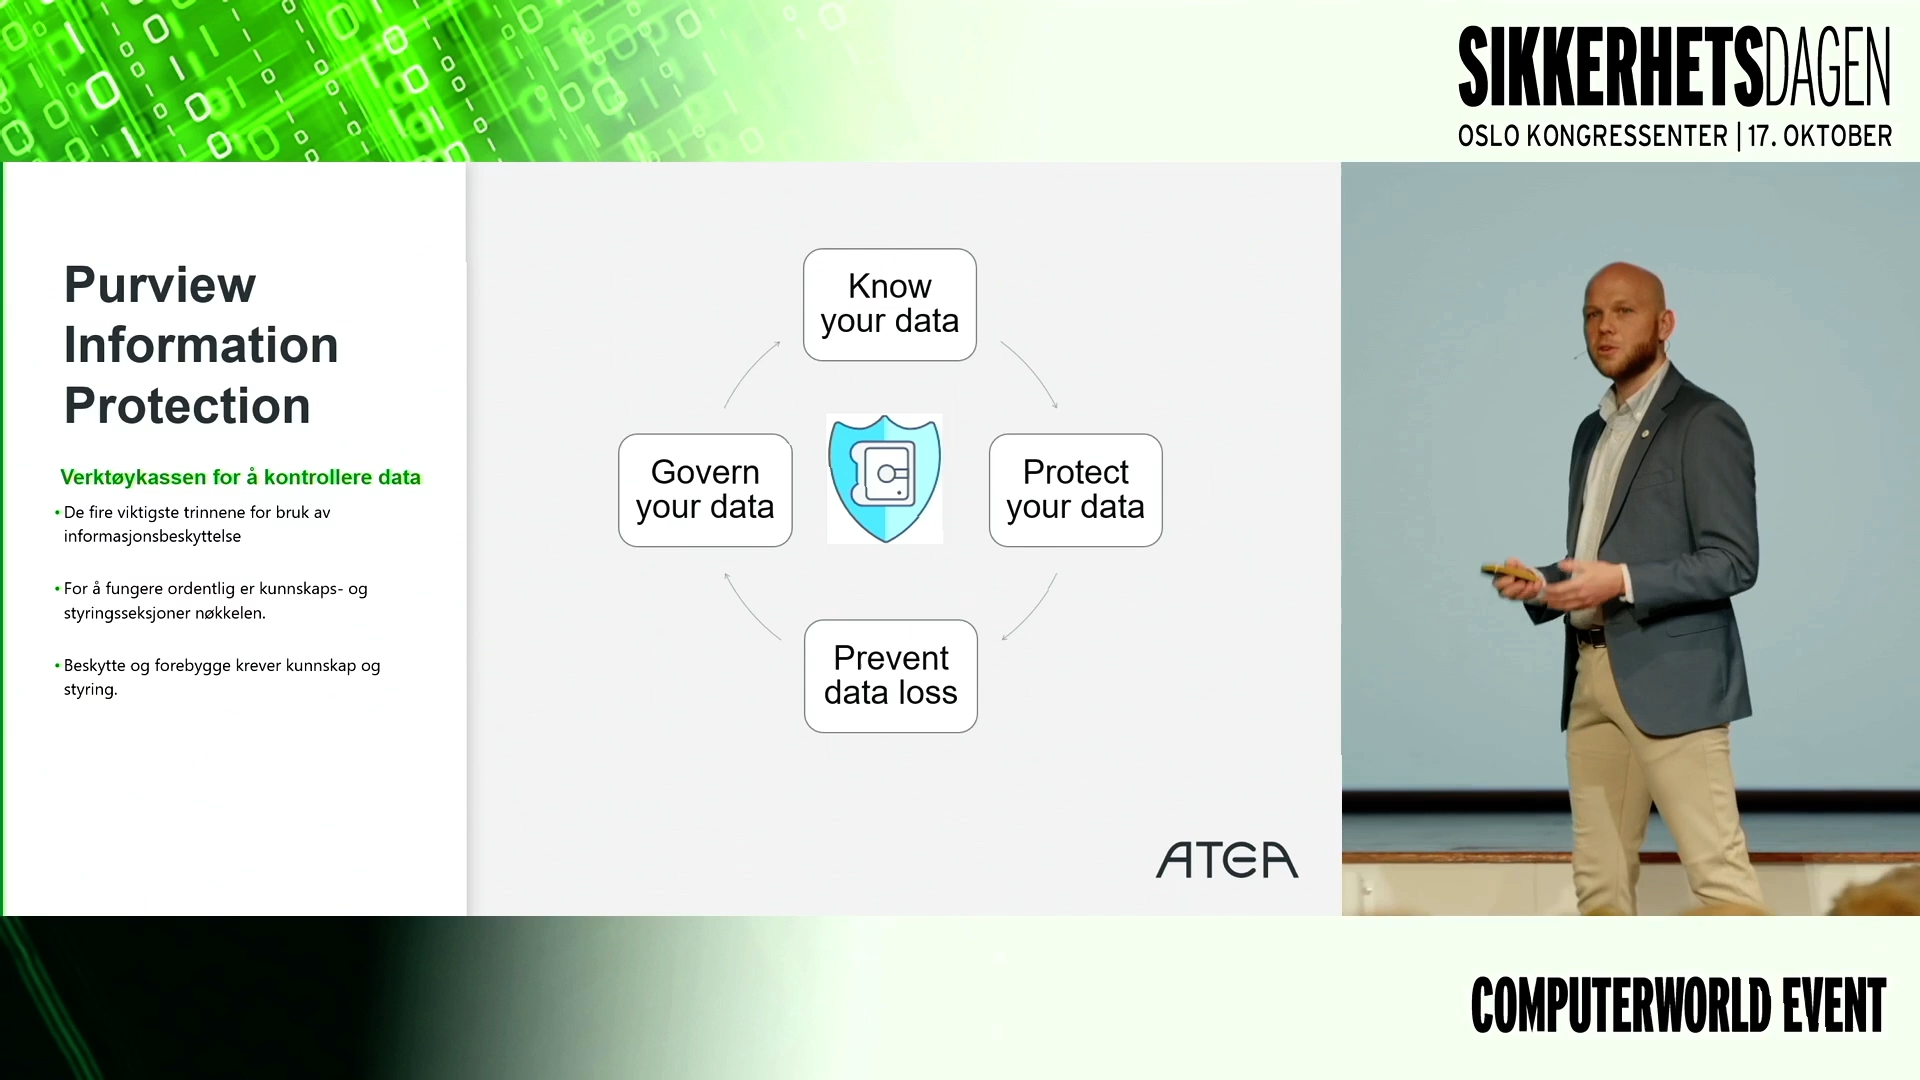 SIKKERHETSDAGEN
OSLO KONGRESSENTER | 17. OKTOBER
Purview
Information
Protection
Verktøykassen for å kontrollere data
• De fire viktigste trinnene for bruk av
informasjonsbeskyttelse
• For å fungere ordentlig er kunnskaps- og
styringsseksjoner nøkkelen.
• Beskytte og forebygge krever kunnskap og
styring.
Know
your data
Govern
your data
Protect
your data
Prevent
data loss
ATEA
COMPUTERWORLD EVENT